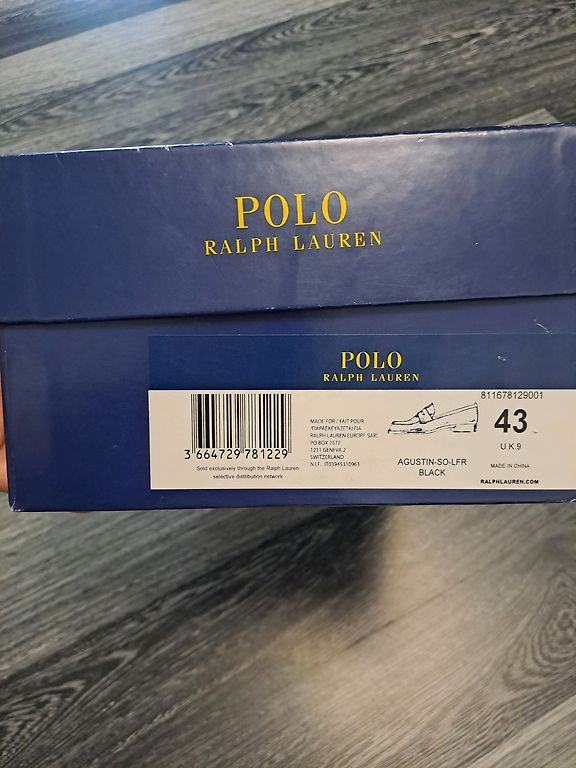 POLO
RALPH LAUREN
POLO
RALPH LAUREN
3 664729 781229
Sold exclusively through the Ralph Lauren
selective distribution network
MADE FOR / FAIT POUR
/ΠΑΡΑΣΚΕΥΑΖΕΤΑΙ ΓΙΑ
RALPH LAUREN EUROPE SARL
PO BOX 2572
1211 GENEVA 2
SWITZERLAND
N.I.F. IT03945310963
AGUSTIN-SO-LFR
BLACK
811678129001
43
U.K.9
MADE IN CHINA
RALPHLAUREN.COM